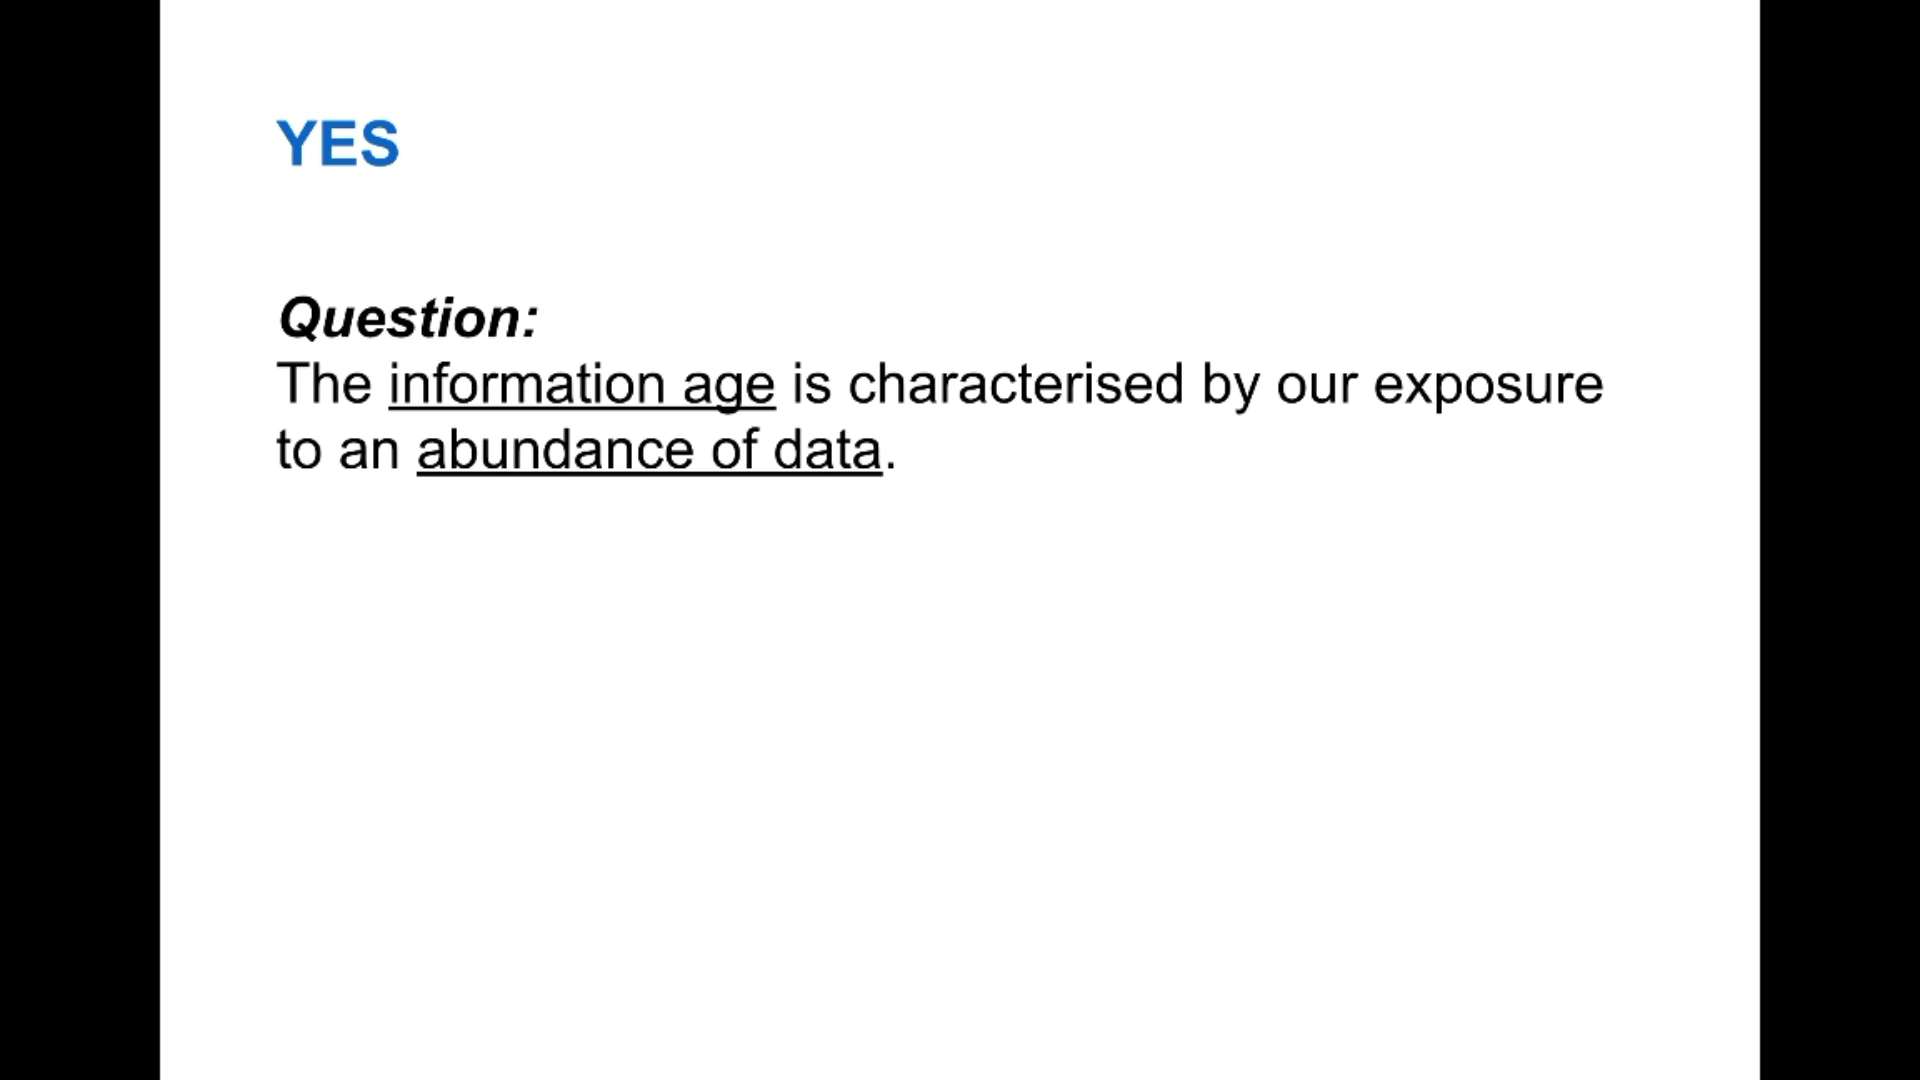 YES
Question:
The information age is characterised by our exposure
to an abundance of data.